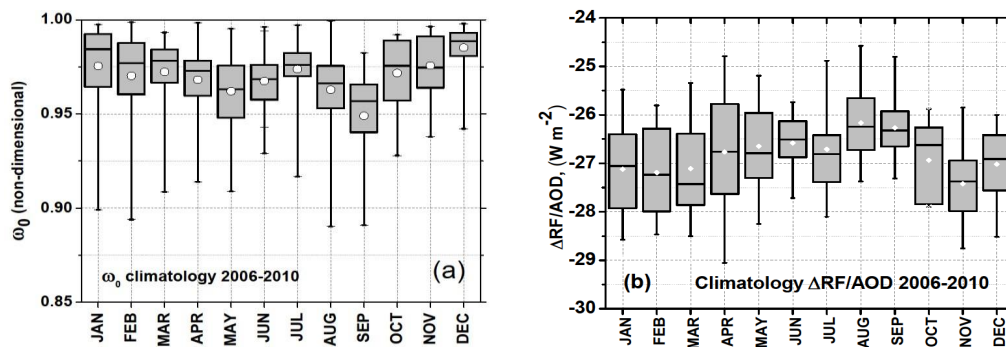 1.00
0.95
0.90
0.85
ω₀ (non-dimensional)
ω₀ climatology 2006-2010
(a)
JAN FEB MAR APR MAY JUN JUL AUG SEP OCT NOV DEC
-24
-25
-26
-27
-28
-29
-30
ΔRF/AOD, (W m⁻²)
(b)
Climatology ΔRF/AOD 2006-2010
JAN FEB MAR APR MAY JUN JUL AUG SEP OCT NOV DEC